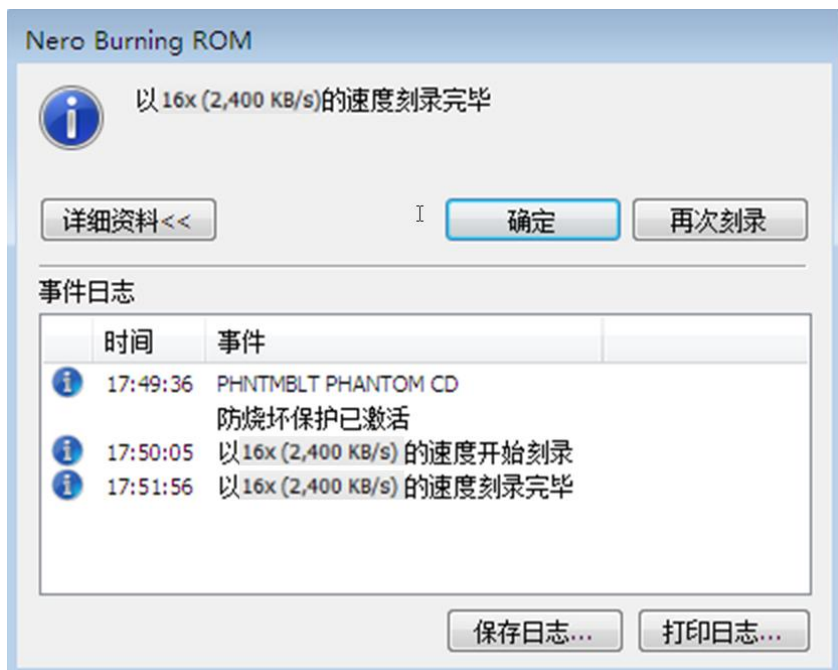 Nero Burning ROM
以16x (2,400 KB/s)的速度刻录完毕
详细资料<<
确定
再次刻录
事件日志
时间 事件
17:49:36 PHNTMBLT PHANTOM CD
防烧坏保护已激活
17:50:05 以16x (2,400 KB/s) 的速度开始刻录
17:51:56 以16x (2,400 KB/s) 的速度刻录完毕
保存日志... 打印日志...